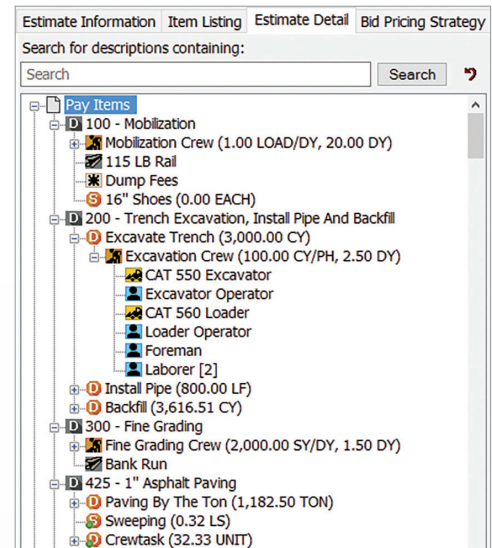 Estimate Information Item Listing Estimate Detail Bid Pricing Strategy
Search for descriptions containing:
Search Search
Pay Items
D 100 - Mobilization
Mobilization Crew (1.00 LOAD/DY, 20.00 DY)
115 LB Rail
Dump Fees
S 16" Shoes (0.00 EACH)
D 200 - Trench Excavation, Install Pipe And Backfill
D Excavate Trench (3,000.00 CY)
Excavation Crew (100.00 CY/PH, 2.50 DY)
CAT 550 Excavator
Excavator Operator
CAT 560 Loader
Loader Operator
Foreman
Laborer [2]
D Install Pipe (800.00 LF)
D Backfill (3,616.51 CY)
D 300 - Fine Grading
Fine Grading Crew (2,000.00 SY/DY, 1.50 DY)
Bank Run
D 425 - 1" Asphalt Paving
D Paving By The Ton (1,182.50 TON)
S Sweeping (0.32 LS)
D Crewtask (32.33 UNIT)